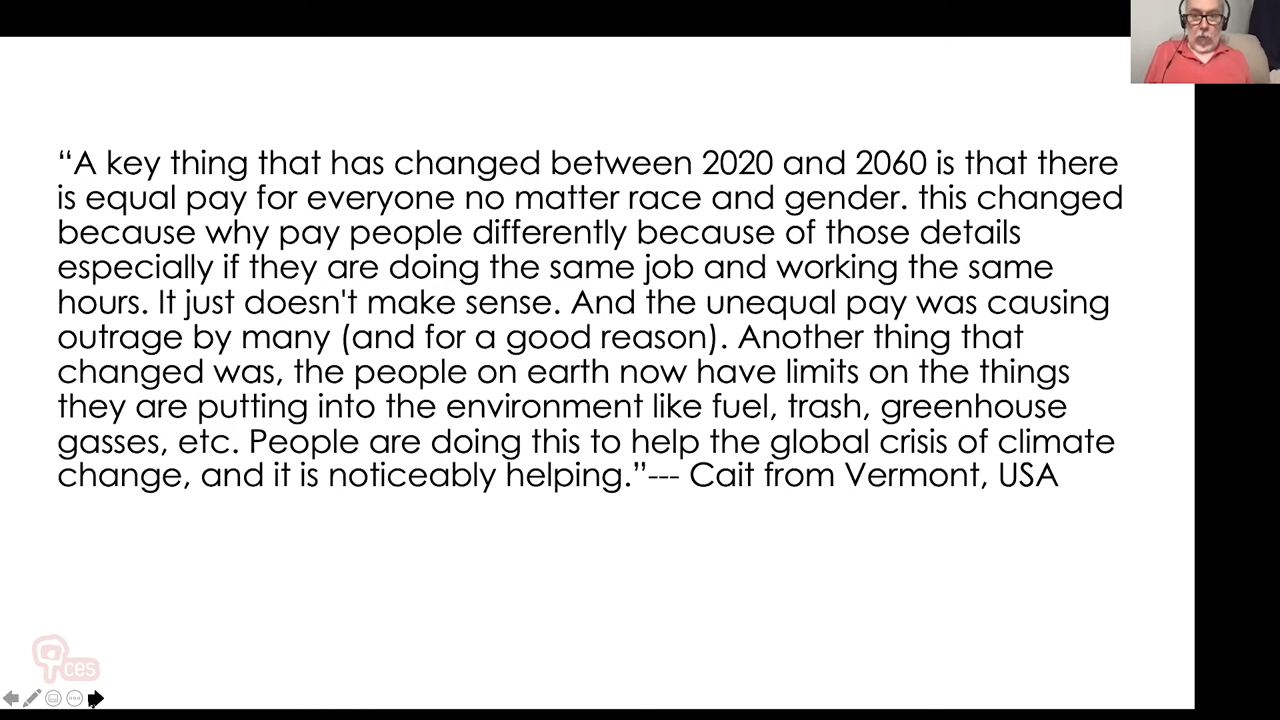 “A key thing that has changed between 2020 and 2060 is that there
is equal pay for everyone no matter race and gender. this changed
because why pay people differently because of those details
especially if they are doing the same job and working the same
hours. It just doesn't make sense. And the unequal pay was causing
outrage by many (and for a good reason). Another thing that
changed was, the people on earth now have limits on the things
they are putting into the environment like fuel, trash, greenhouse
gasses, etc. People are doing this to help the global crisis of climate
change, and it is noticeably helping.”--- Cait from Vermont, USA
ces